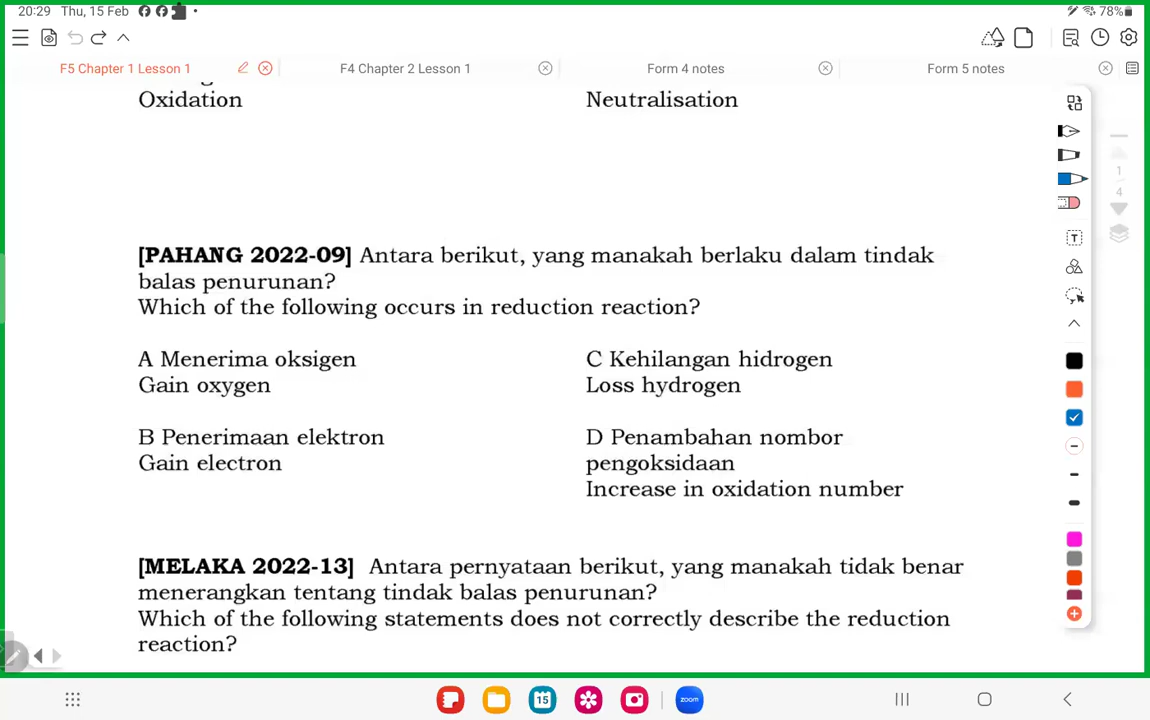 20:29 Thu, 15 Feb
78%
F5 Chapter 1 Lesson 1
F4 Chapter 2 Lesson 1
Form 4 notes
Form 5 notes
Oxidation
Neutralisation
1
4
[PAHANG 2022-09] Antara berikut, yang manakah berlaku dalam tindak
balas penurunan?
Which of the following occurs in reduction reaction?
A Menerima oksigen
Gain oxygen
C Kehilangan hidrogen
Loss hydrogen
B Penerimaan elektron
Gain electron
D Penambahan nombor
pengoksidaan
Increase in oxidation number
[MELAKA 2022-13] Antara pernyataan berikut, yang manakah tidak benar
menerangkan tentang tindak balas penurunan?
Which of the following statements does not correctly describe the reduction
reaction?
15
zoom